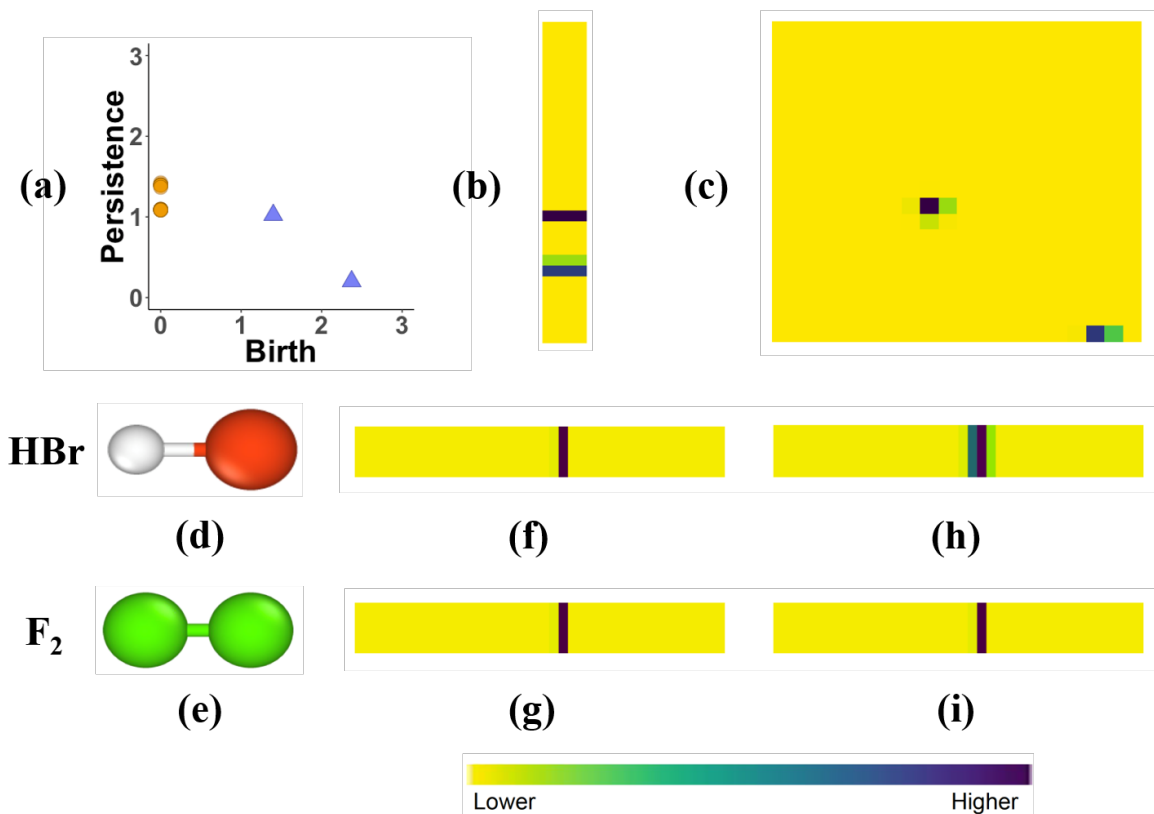 (a)
Persistence
3
2
1
0
0 1 2 3
Birth
(b)
(c)
HBr
(d)
(f)
(h)
F₂
(e)
(g)
(i)
Lower
Higher